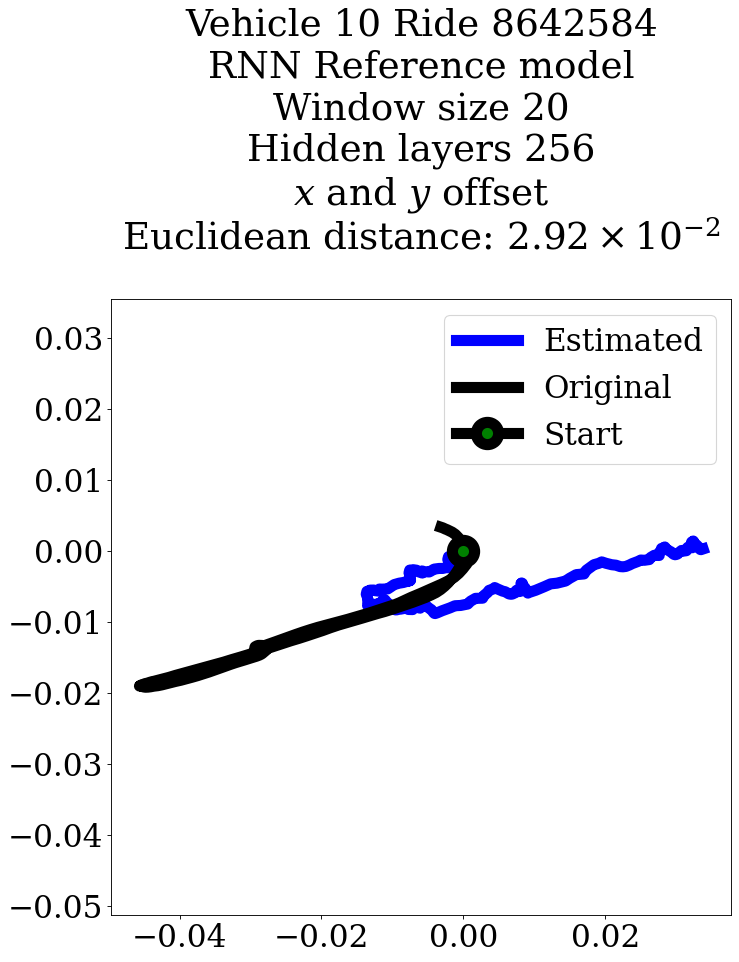 Vehicle 10 Ride 8642584
RNN Reference model
Window size 20
Hidden layers 256
x and y offset
Euclidean distance: 2.92 × 10⁻²
Estimated
Original
Start
0.03
0.02
0.01
0.00
−0.01
−0.02
−0.03
−0.04
−0.05
−0.04 −0.02 0.00 0.02